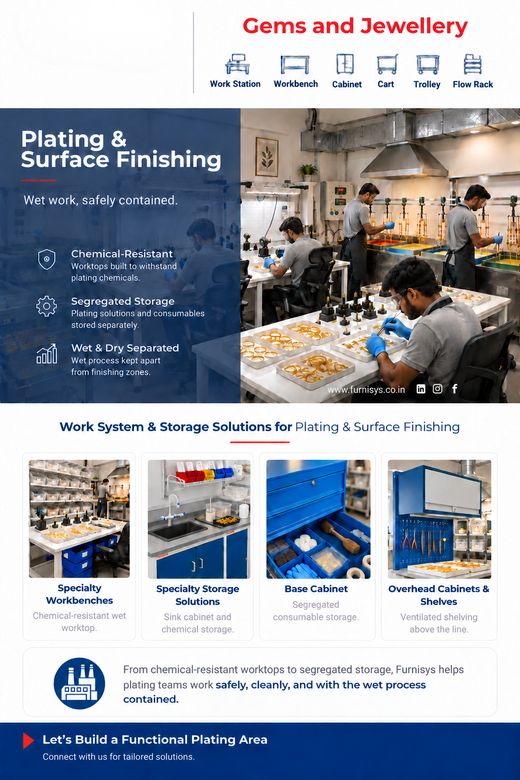 Gems and Jewellery
Work Station
Workbench
Cabinet
Cart
Trolley
Flow Rack
Plating &
Surface Finishing
Wet work, safely contained.
Chemical-Resistant
Worktops built to withstand
plating chemicals.
Segregated Storage
Plating solutions and consumables
stored separately.
Wet & Dry Separated
Wet process kept apart
from finishing zones.
www.furnisys.co.in
Work System & Storage Solutions for Plating & Surface Finishing
Specialty
Workbenches
Chemical-resistant wet
worktop.
Specialty Storage
Solutions
Sink cabinet and
chemical storage.
Base Cabinet
Segregated
consumable storage.
Overhead Cabinets &
Shelves
Ventilated shelving
above the line.
From chemical-resistant worktops to segregated storage, Furnisys helps
plating teams work safely, cleanly, and with the wet process
contained.
Let's Build a Functional Plating Area
Connect with us for tailored solutions.